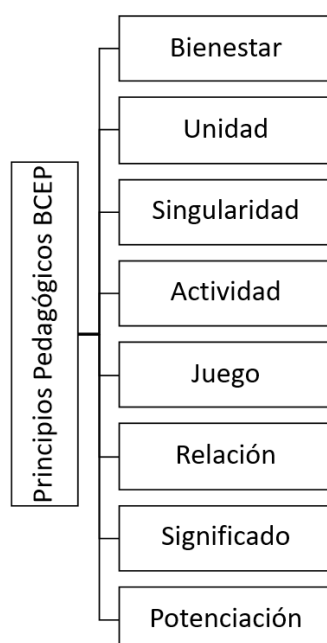 Principios Pedagógicos BCEP
Bienestar
Unidad
Singularidad
Actividad
Juego
Relación
Significado
Potenciación